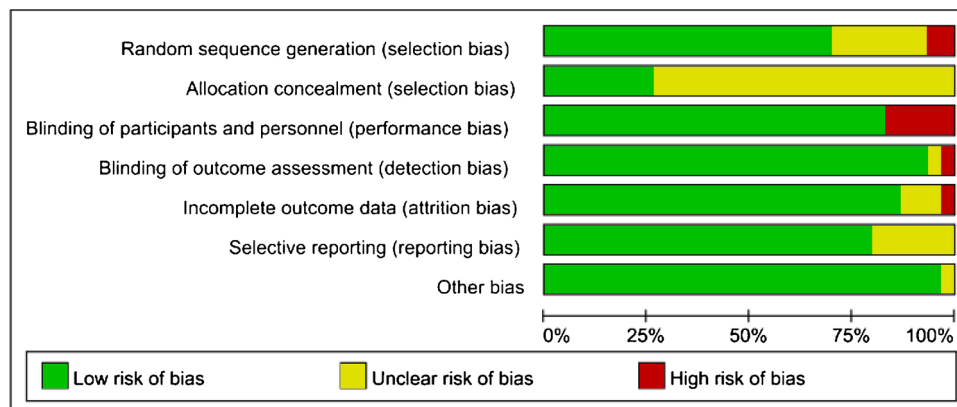 Random sequence generation (selection bias)
Allocation concealment (selection bias)
Blinding of participants and personnel (performance bias)
Blinding of outcome assessment (detection bias)
Incomplete outcome data (attrition bias)
Selective reporting (reporting bias)
Other bias
0% 25% 50% 75% 100%
Low risk of bias Unclear risk of bias High risk of bias